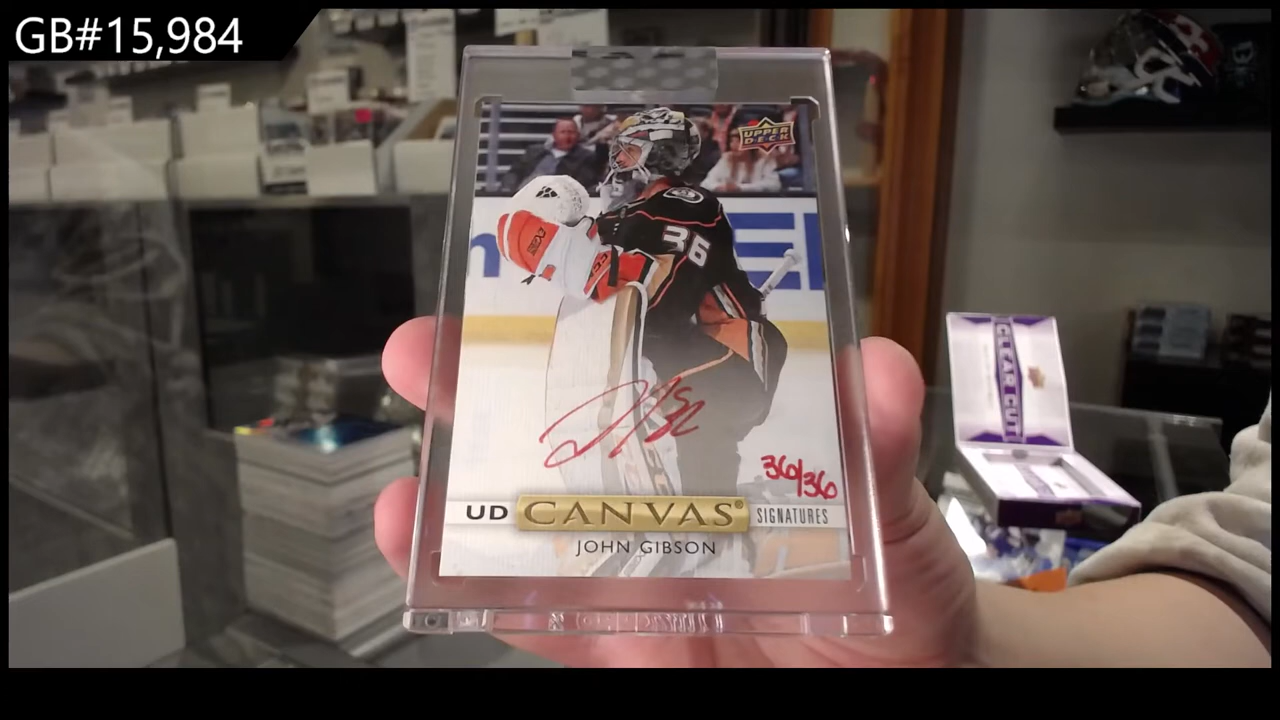 GB#15,984
UPPER DECK
36
36/36
UD CANVAS® SIGNATURES
JOHN GIBSON
CLEAR CUT